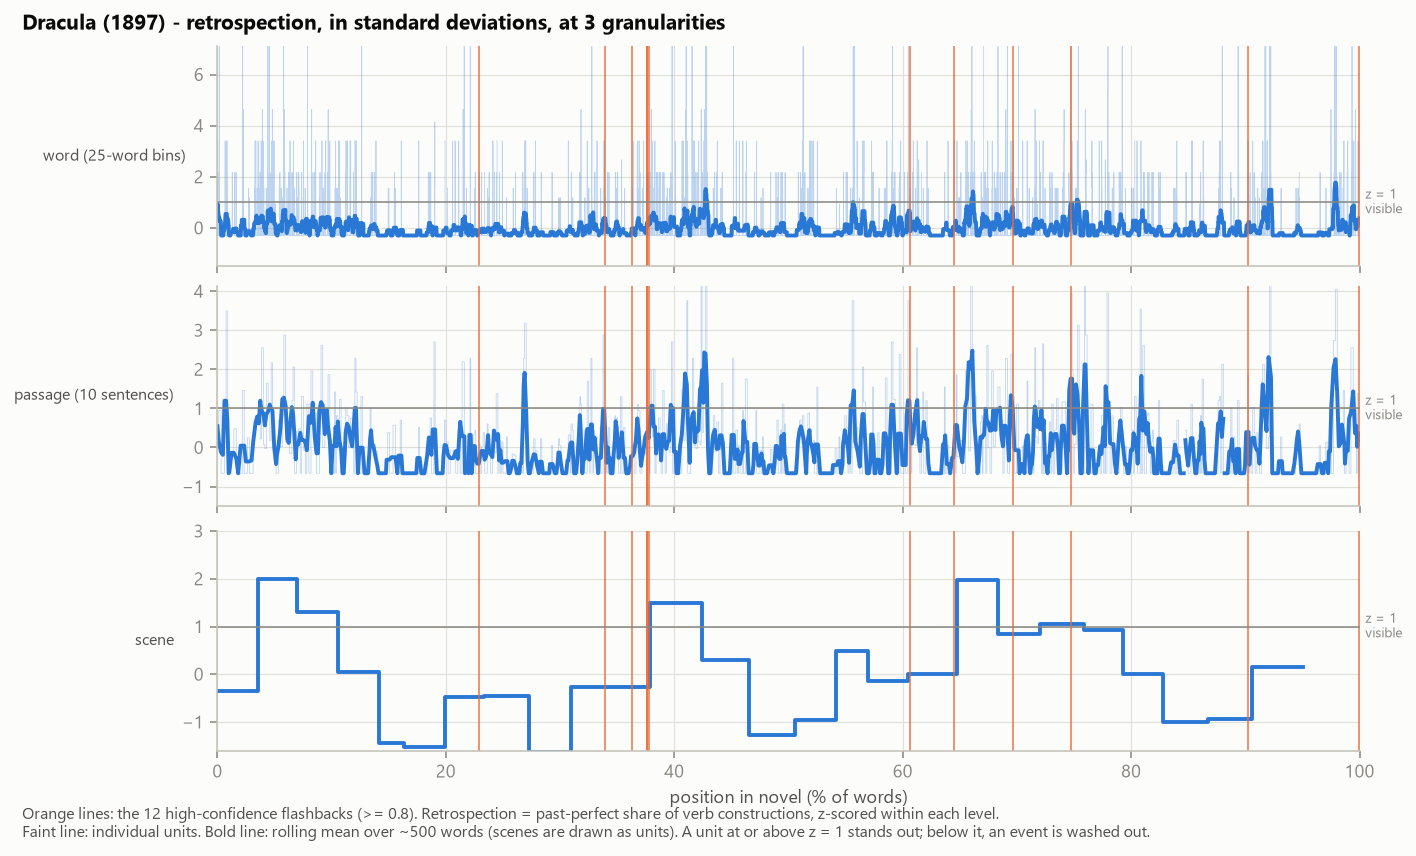 Dracula (1897) - retrospection, in standard deviations, at 3 granularities
6
4
word (25-word bins)
2
z = 1
visible
0
4
3
2
passage (10 sentences)
1
z = 1
visible
0
−1
3
2
1
z = 1
visible
scene
0
−1
0 20 40 60 80 100
position in novel (% of words)
Orange lines: the 12 high-confidence flashbacks (>= 0.8). Retrospection = past-perfect share of verb constructions, z-scored within each level.
Faint line: individual units. Bold line: rolling mean over ~500 words (scenes are drawn as units). A unit at or above z = 1 stands out; below it, an event is washed out.